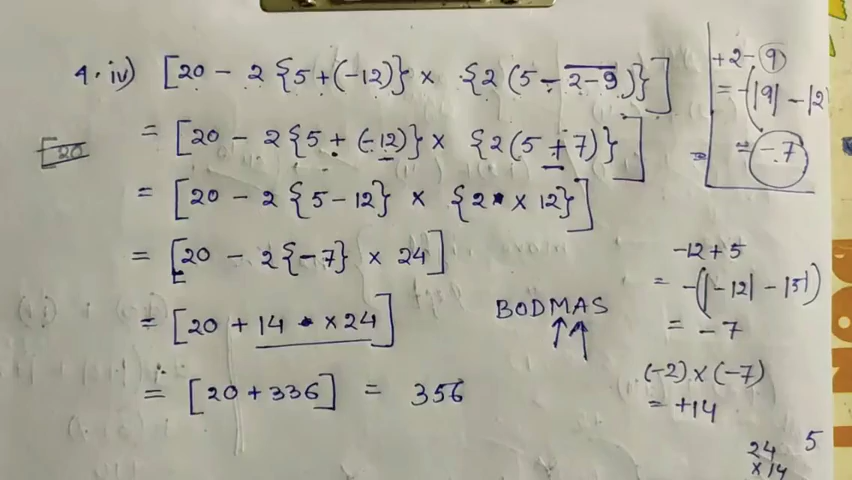 4. iv) [20 - 2 {5+(-12)} × {2 (5 - 2-9)}]
= [20 - 2 {5 + (-12)} × {2 (5 + 7)}]
= [20 - 2 {5 - 12} × {2 × 12}]
= [20 - 2 {-7} × 24]
= [20 + 14 × 24]
= [20 + 336] = 356
BODMAS
+2-9
= -(|9| - |2
= -7
-12+5
= -(|-12| - |5|)
= -7
(-2) × (-7)
= +14
24 5
×14